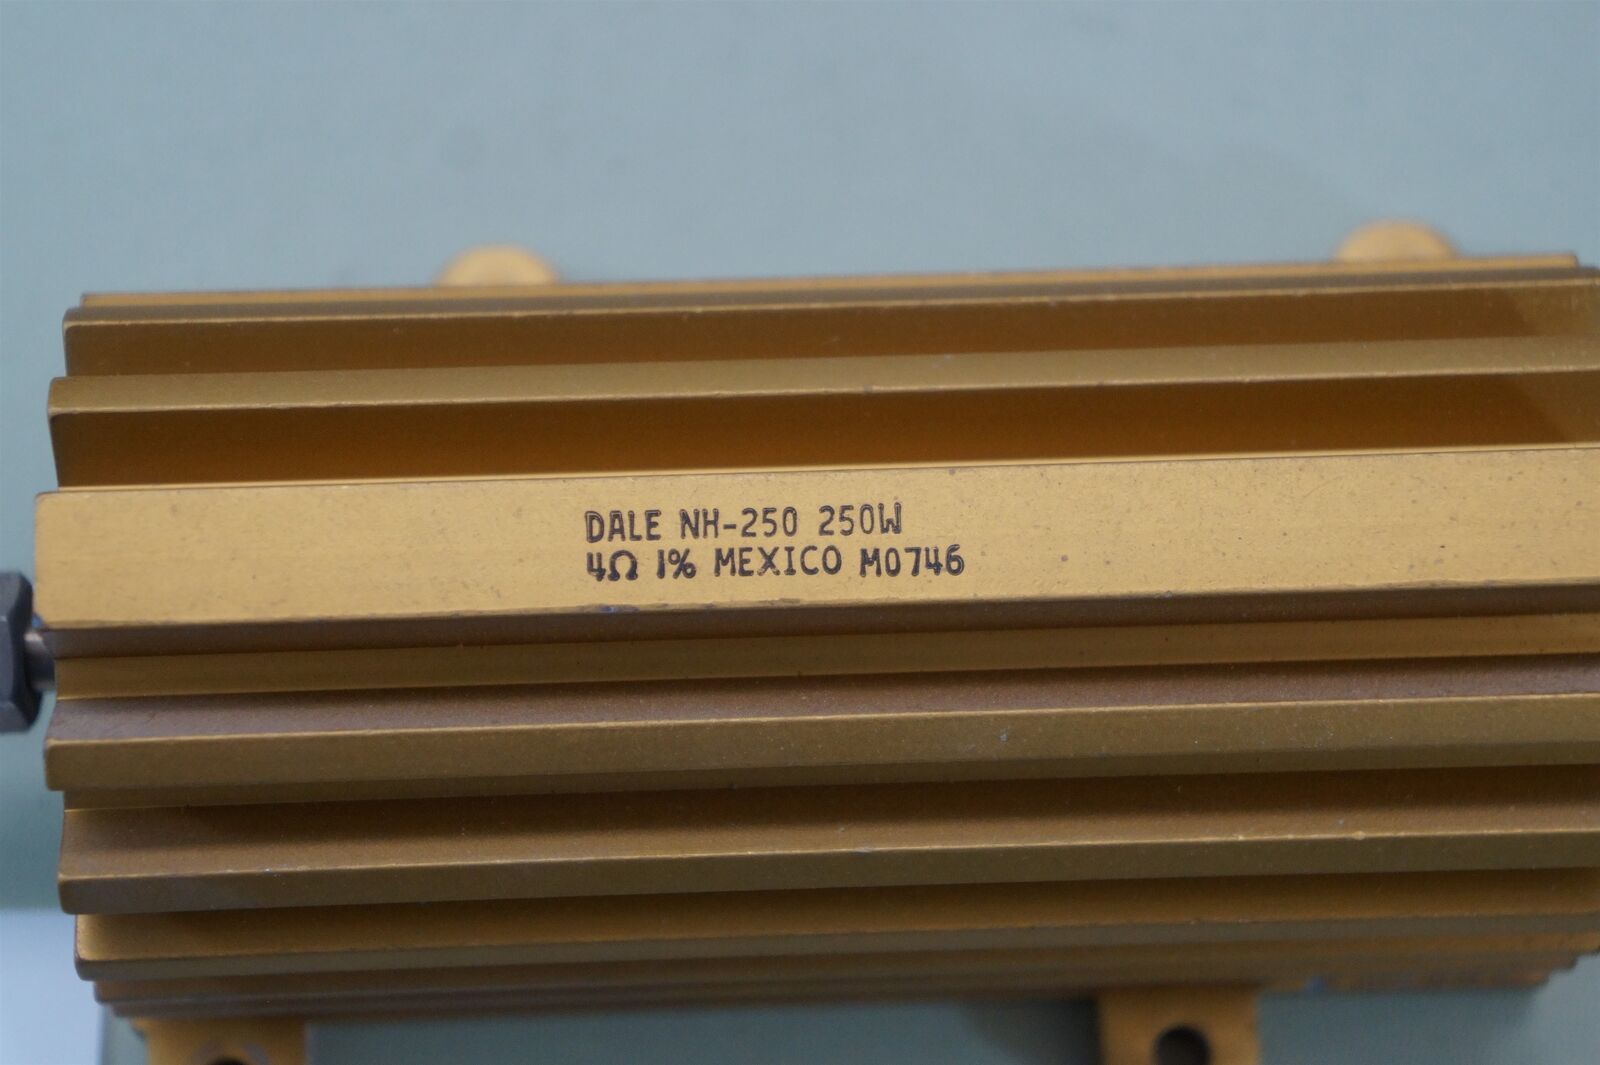 DALE NH-250 250W
4Ω 1% MEXICO M0746